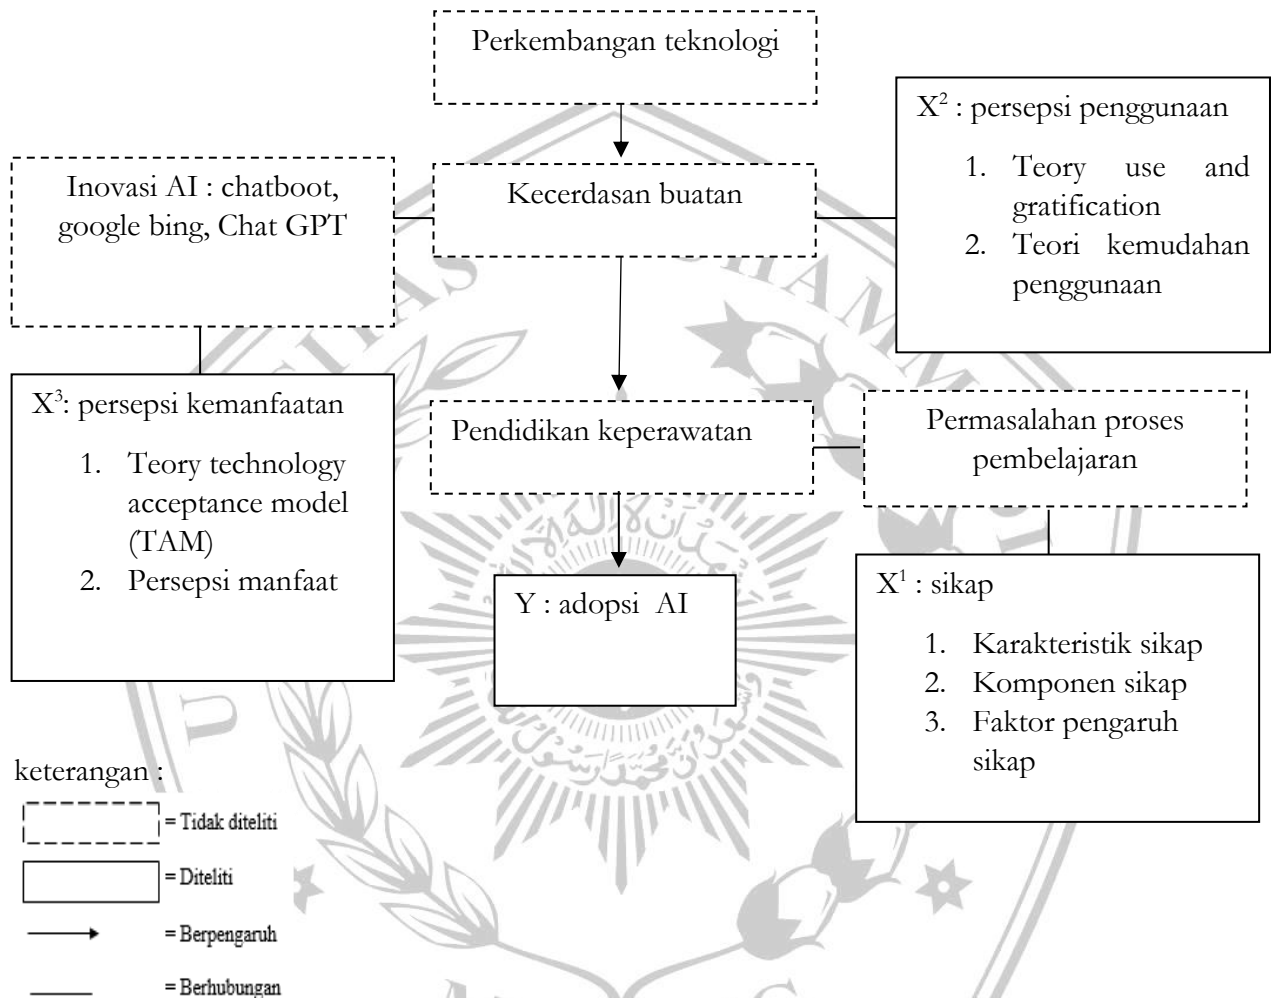 Perkembangan teknologi
X² : persepsi penggunaan
1. Teory use and
gratification
2. Teori kemudahan
penggunaan
Inovasi AI : chatboot,
google bing, Chat GPT
Kecerdasan buatan
X³: persepsi kemanfaatan
1. Teory technology
acceptance model
(TAM)
2. Persepsi manfaat
Pendidikan keperawatan
Permasalahan proses
pembelajaran
Y : adopsi AI
X¹ : sikap
1. Karakteristik sikap
2. Komponen sikap
3. Faktor pengaruh
sikap
keterangan :
= Tidak diteliti
= Diteliti
= Berpengaruh
= Berhubungan